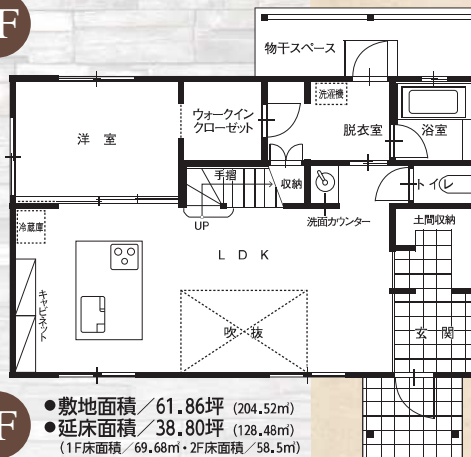 F
物干スペース
洗濯機
ウォークイン
クローゼット
洋 室
脱衣室
浴室
手摺
収納
トイレ
冷蔵庫
UP
洗面カウンター
土間収納
LDK
キャビネット
吹抜
玄関
F
●敷地面積／61.86坪 (204.52㎡)
●延床面積／38.80坪 (128.48㎡)
(1F床面積／69.68㎡・2F床面積／58.5㎡)